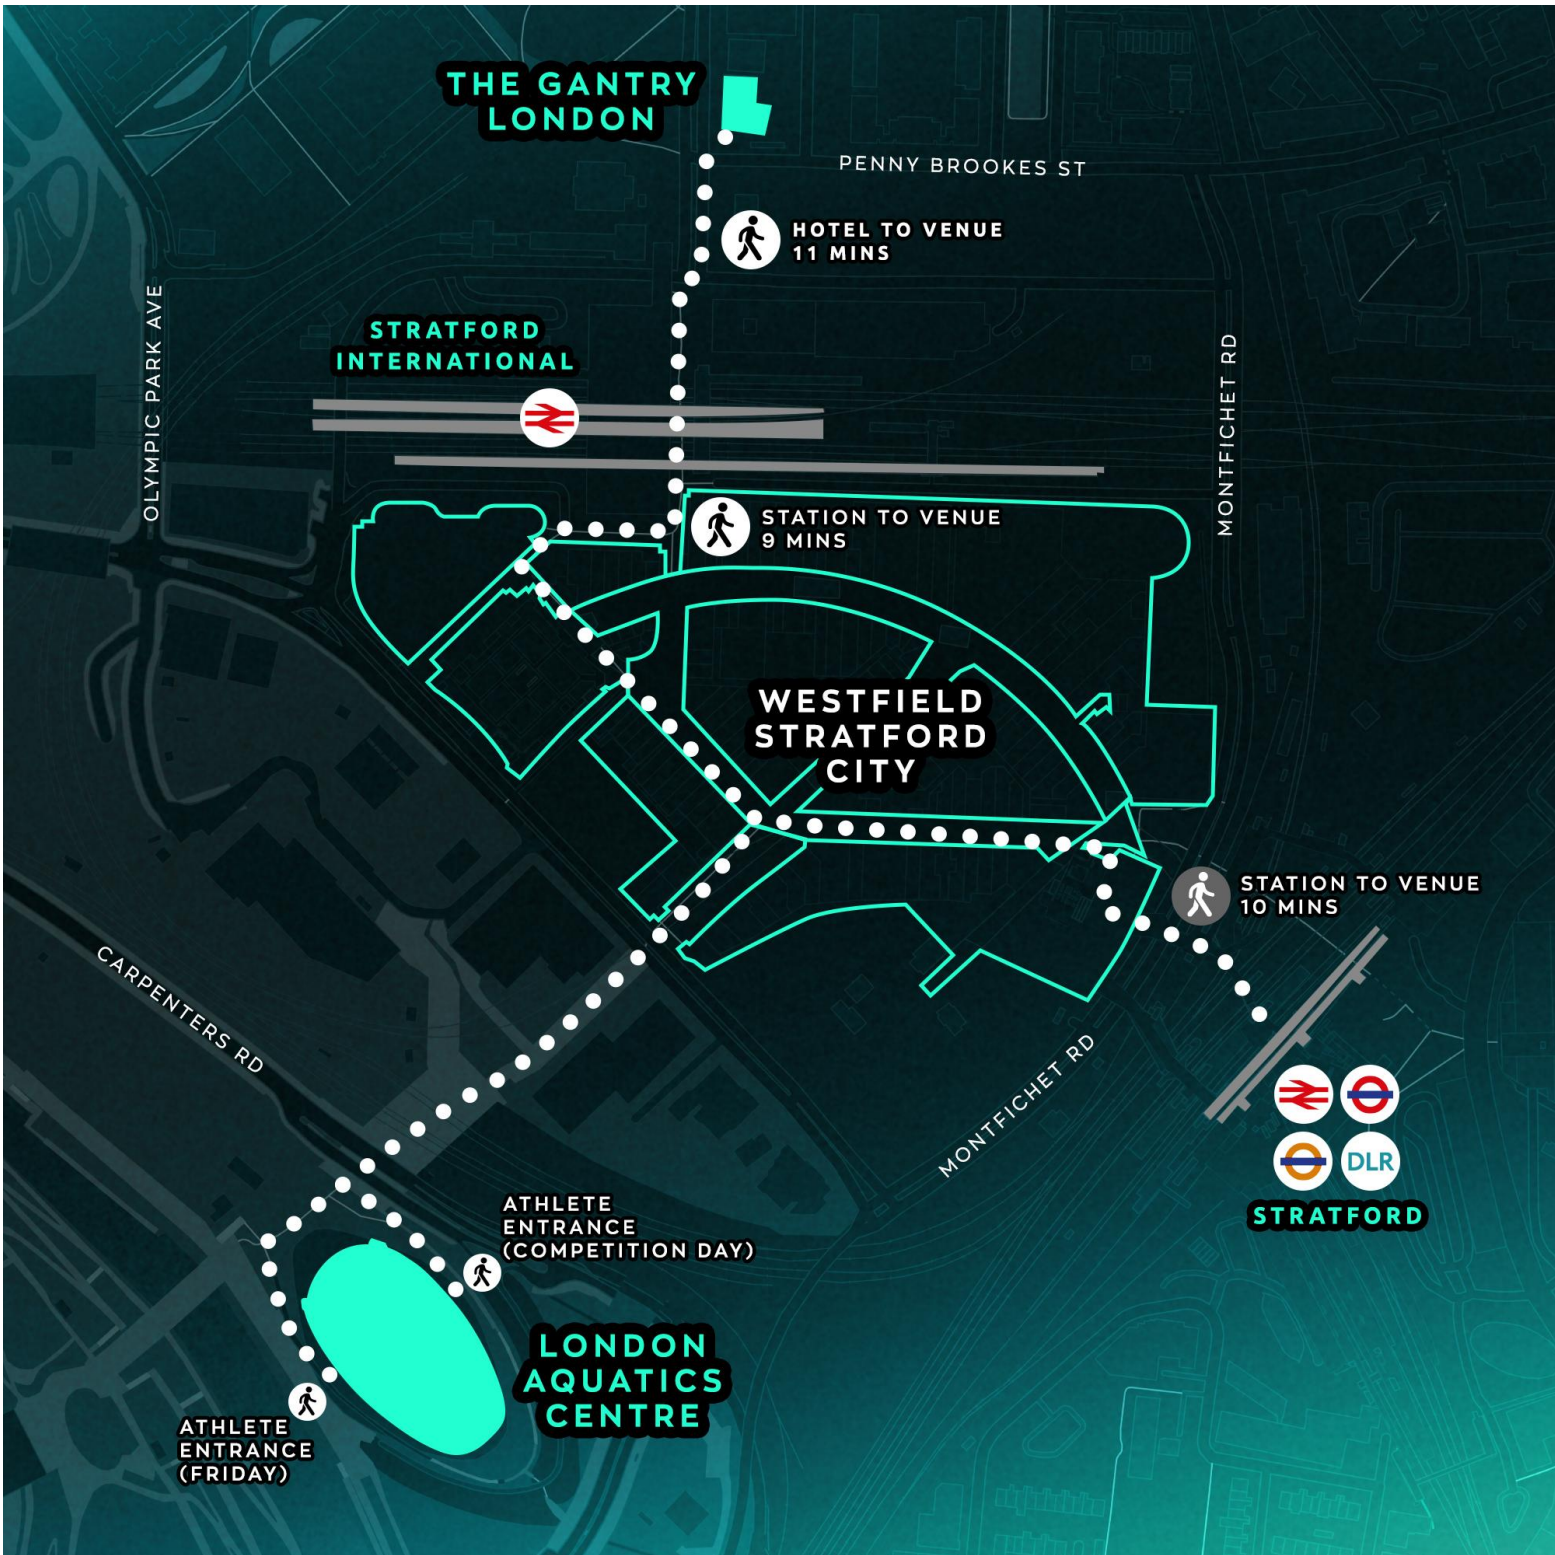 THE GANTRY
LONDON
PENNY BROOKES ST
HOTEL TO VENUE
11 MINS
OLYMPIC PARK AVE
STRATFORD
INTERNATIONAL
MONTFICHET RD
STATION TO VENUE
9 MINS
WESTFIELD
STRATFORD
CITY
STATION TO VENUE
10 MINS
CARPENTERS RD
MONTFICHET RD
DLR
STRATFORD
ATHLETE
ENTRANCE
(COMPETITION DAY)
LONDON
AQUATICS
CENTRE
ATHLETE
ENTRANCE
(FRIDAY)